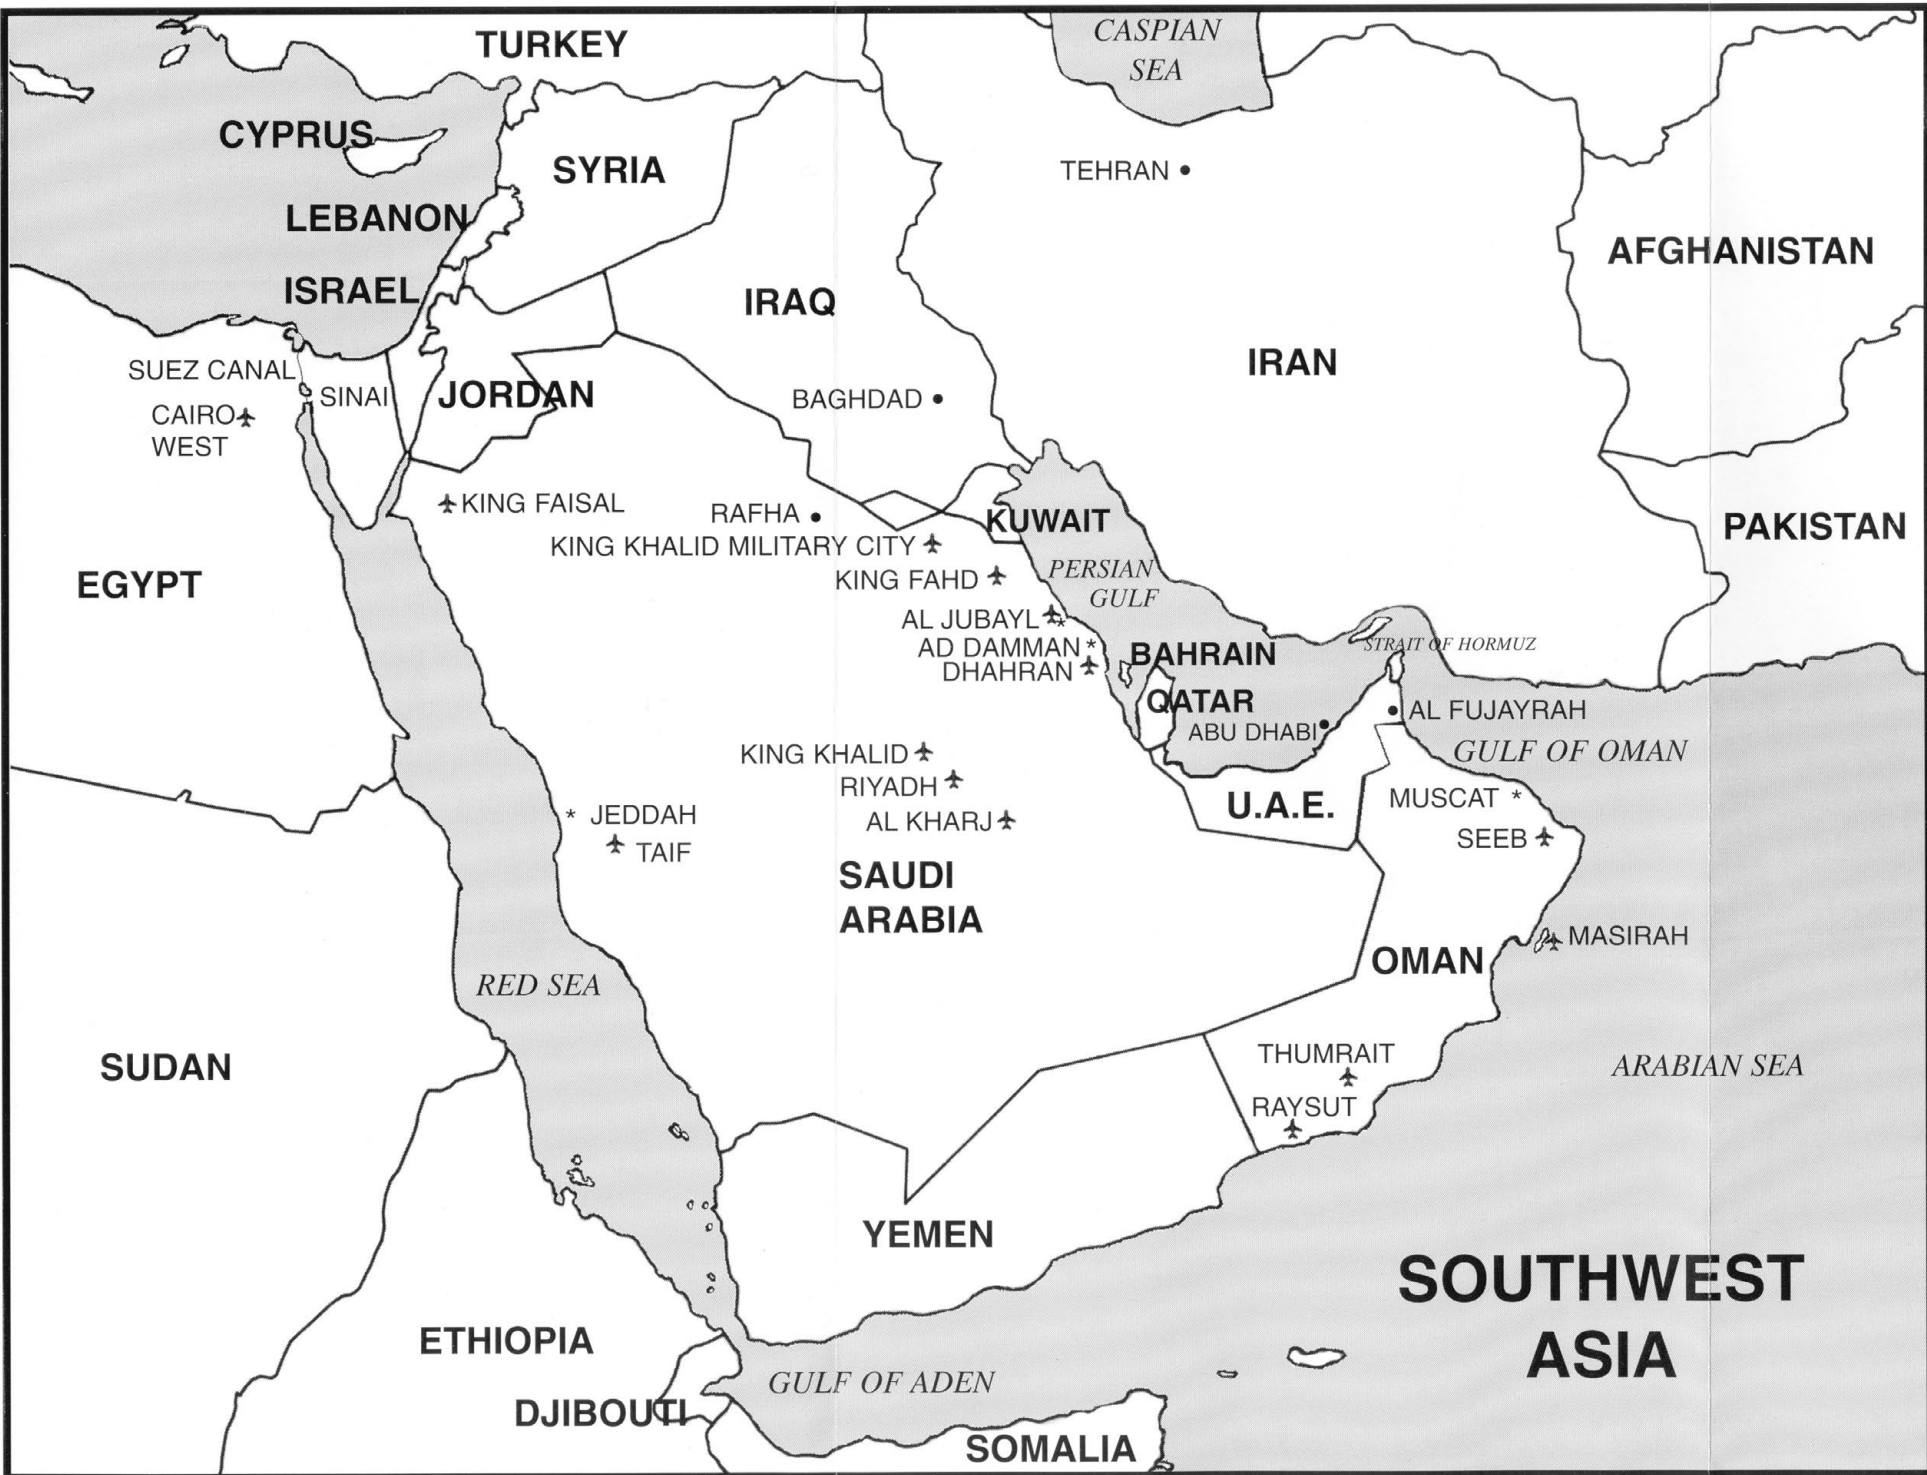 TURKEY
CASPIAN
SEA
CYPRUS
SYRIA
TEHRAN
LEBANON
AFGHANISTAN
ISRAEL
IRAQ
IRAN
SUEZ CANAL
SINAI
JORDAN
BAGHDAD
CAIRO
WEST
KING FAISAL
RAFHA
KUWAIT
PAKISTAN
KING KHALID MILITARY CITY
EGYPT
KING FAHD
PERSIAN
GULF
AL JUBAYL *
AD DAMMAN *
STRAIT OF HORMUZ
BAHRAIN
DHAHRAN
QATAR
AL FUJAYRAH
ABU DHABI
KING KHALID
GULF OF OMAN
RIYADH
U.A.E.
MUSCAT *
* JEDDAH
AL KHARJ
TAIF
SEEB
SAUDI
ARABIA
MASIRAH
OMAN
RED SEA
SUDAN
THUMRAIT
ARABIAN SEA
RAYSUT
YEMEN
SOUTHWEST
ASIA
ETHIOPIA
GULF OF ADEN
DJIBOUTI
SOMALIA